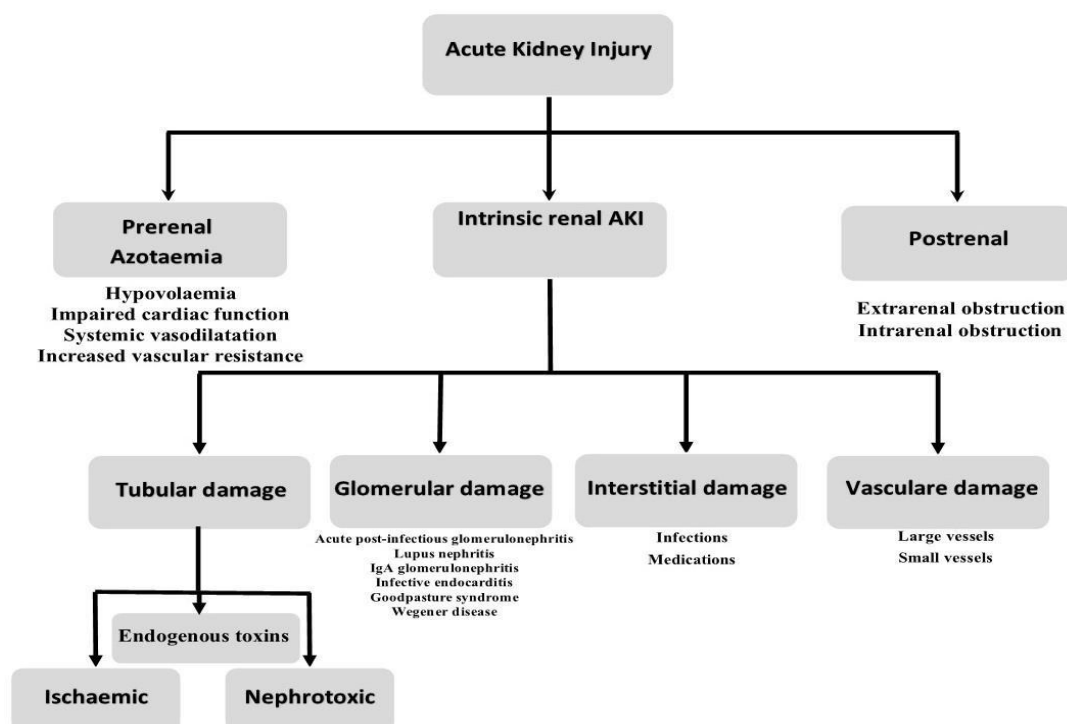 Acute Kidney Injury
Prerenal
Azotaemia
Hypovolaemia
Impaired cardiac function
Systemic vasodilatation
Increased vascular resistance
Intrinsic renal AKI
Postrenal
Extrarenal obstruction
Intrarenal obstruction
Tubular damage
Glomerular damage
Acute post-infectious glomerulonephritis
Lupus nephritis
IgA glomerulonephritis
Infective endocarditis
Goodpasture syndrome
Wegener disease
Interstitial damage
Infections
Medications
Vasculare damage
Large vessels
Small vessels
Endogenous toxins
Ischaemic
Nephrotoxic